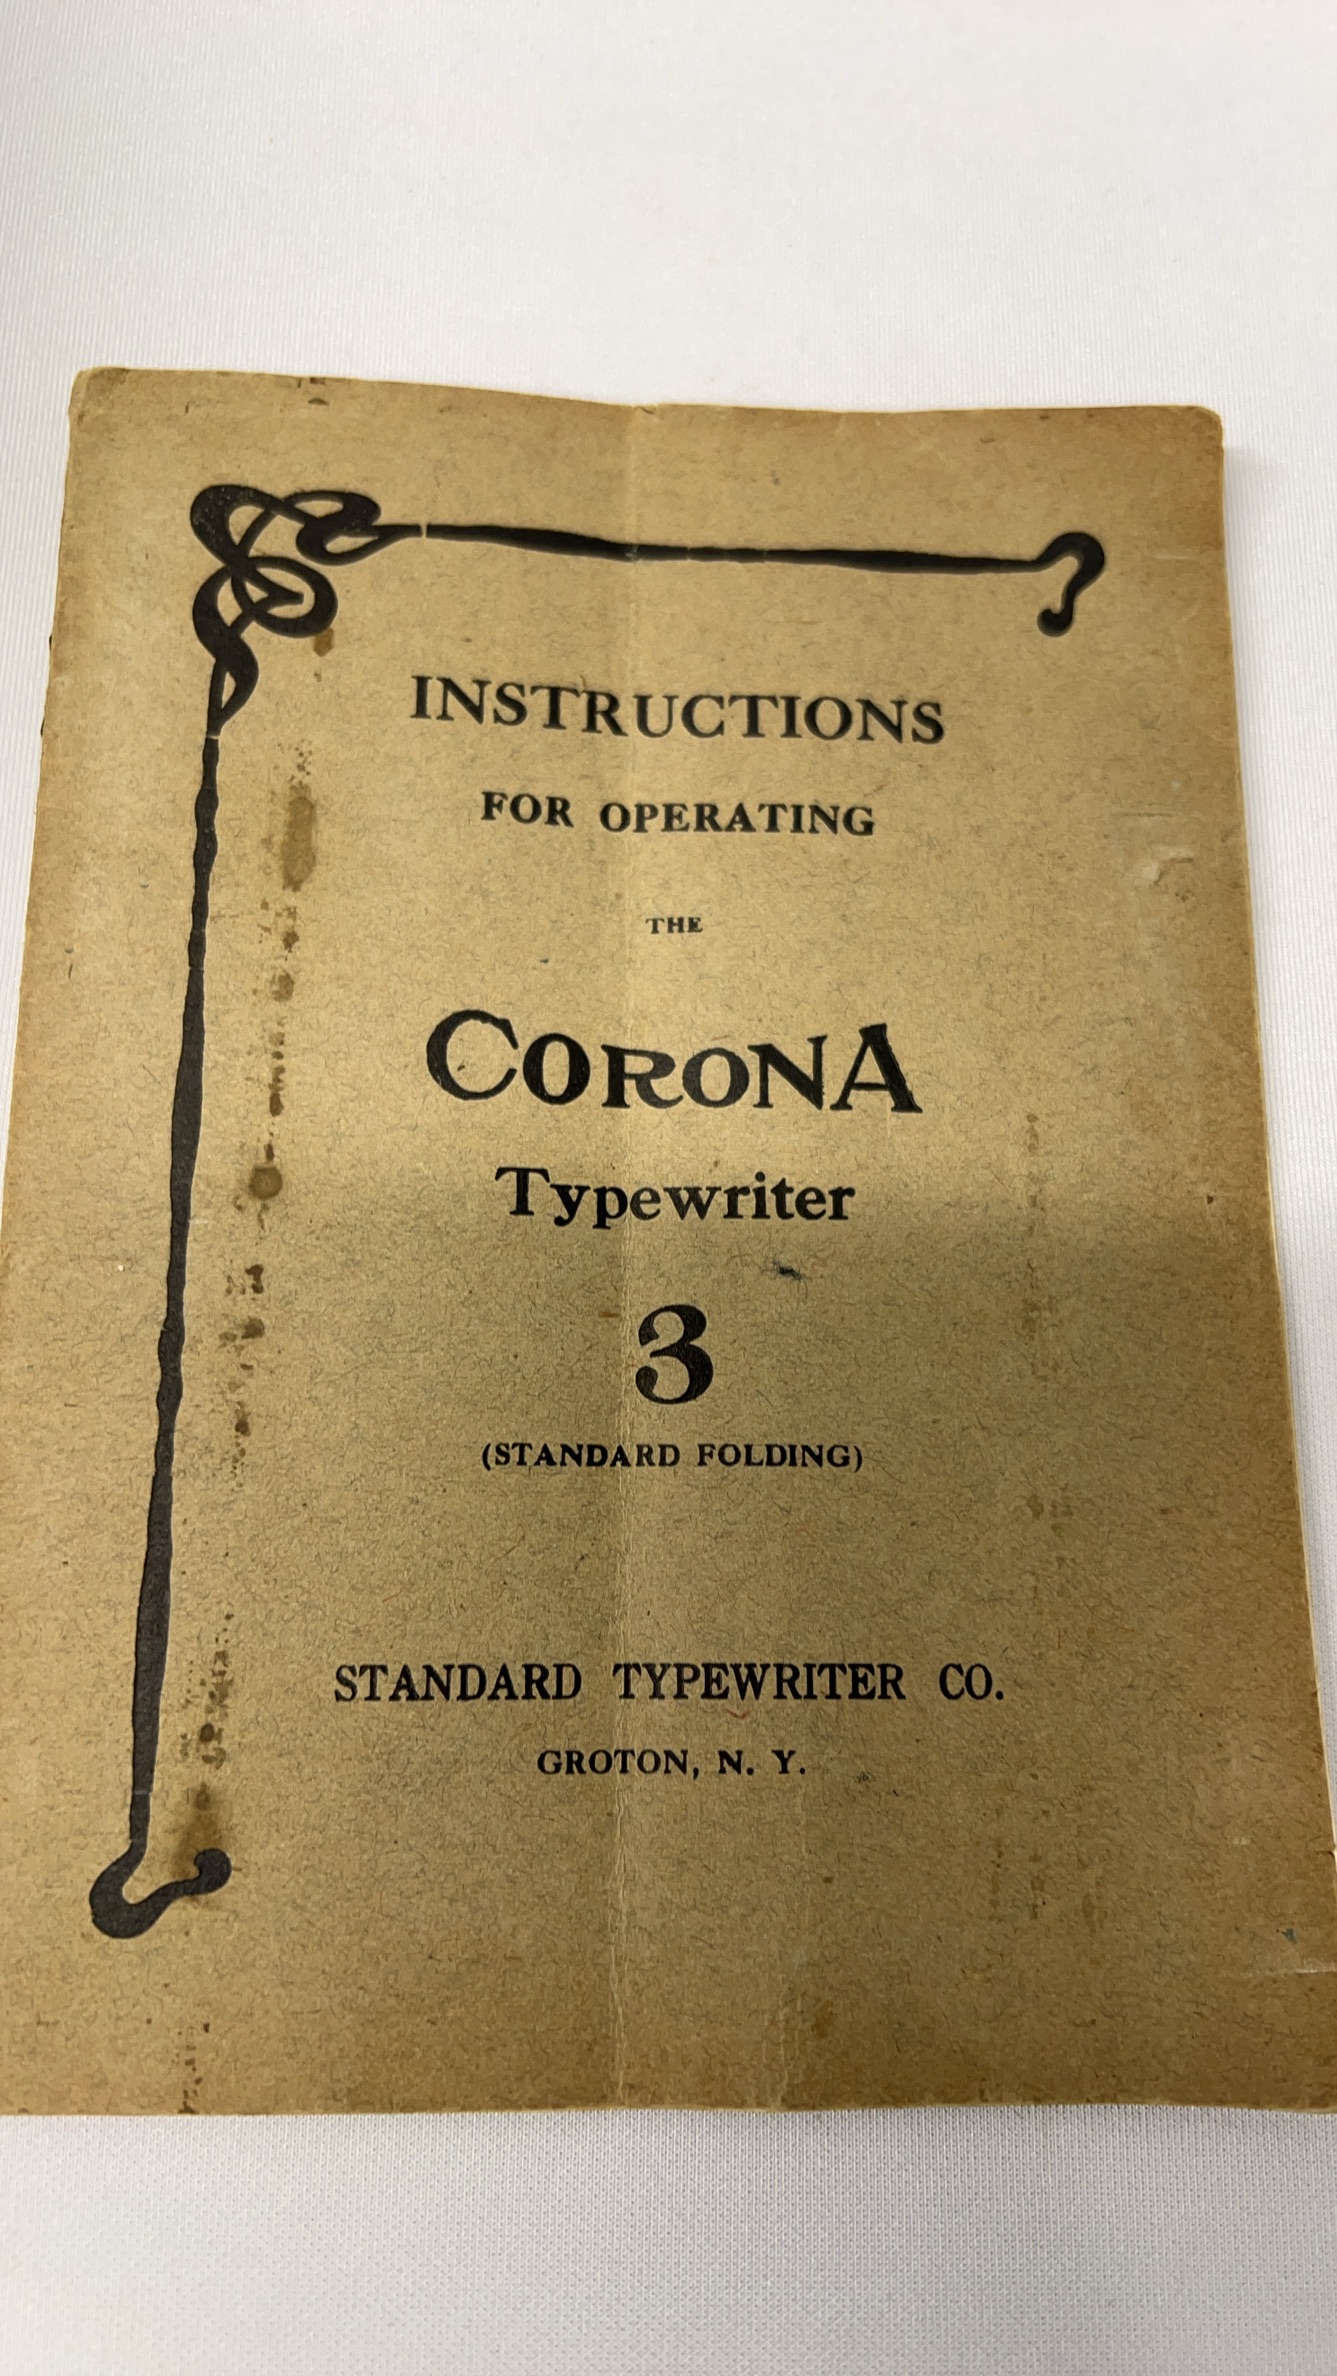 INSTRUCTIONS
FOR OPERATING
THE
CORONA
Typewriter
3
(STANDARD FOLDING)
STANDARD TYPEWRITER CO.
GROTON, N. Y.